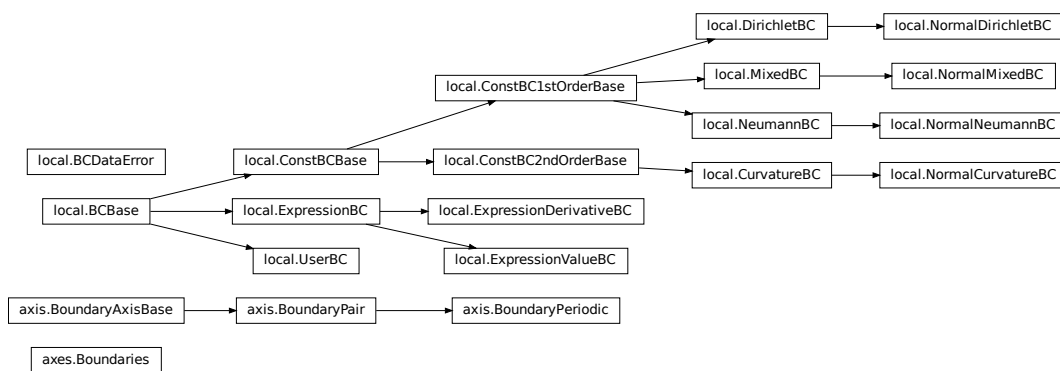 local.DirichletBC
local.NormalDirichletBC
local.MixedBC
local.NormalMixedBC
local.ConstBC1stOrderBase
local.NeumannBC
local.NormalNeumannBC
local.BCDataError
local.ConstBCBase
local.ConstBC2ndOrderBase
local.CurvatureBC
local.NormalCurvatureBC
local.BCBase
local.ExpressionBC
local.ExpressionDerivativeBC
local.UserBC
local.ExpressionValueBC
axis.BoundaryAxisBase
axis.BoundaryPair
axis.BoundaryPeriodic
axes.Boundaries